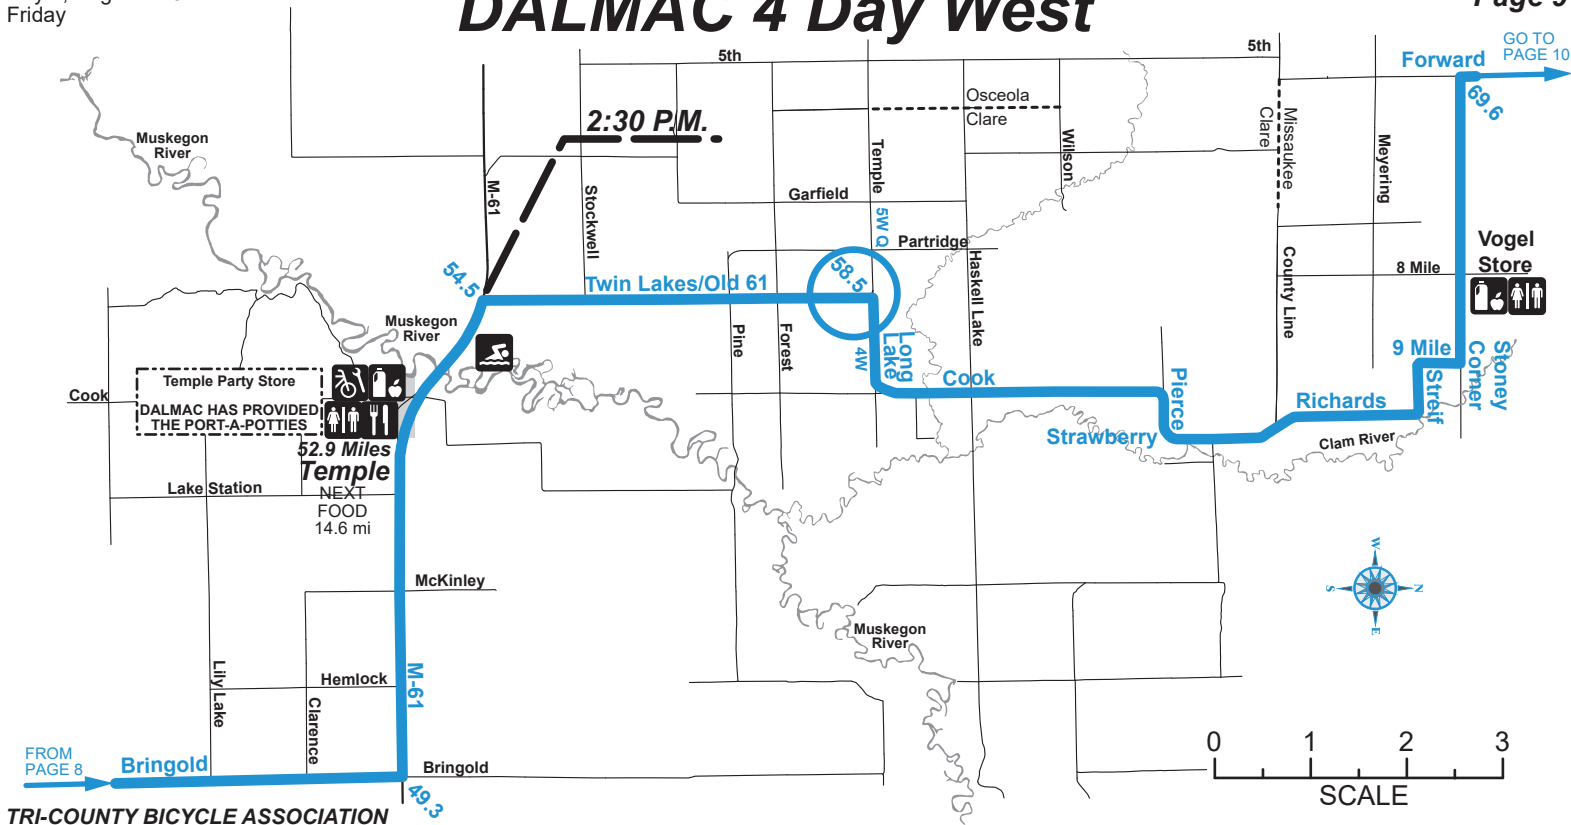 Friday
DALMAC 4 Day West
5th
5th
Forward
GO TO
PAGE 10
69.6
Osceola
Clare
Clare
Missaukee
2:30 P.M.
Muskegon
River
M-61
Stockwell
Temple
Wilson
Meyering
Garfield
5W Q
Partridge
Haskell Lake
County Line
Vogel
Store
8 Mile
54.5
Twin Lakes/Old 61
58.5
Muskegon
River
Pine
Forest
4W
Long
Lake
Cook
Pierce
9 Mile
Streif
Stoney
Corner
Richards
Strawberry
Clam River
Cook
Temple Party Store
DALMAC HAS PROVIDED
THE PORT-A-POTTIES
52.9 Miles
Temple
NEXT
FOOD
14.6 mi
Lake Station
McKinley
W
S
N
E
Muskegon
River
Lily Lake
Hemlock
Clarence
M-61
FROM
PAGE 8
Bringold
Bringold
49.3
0 1 2 3
SCALE
TRI-COUNTY BICYCLE ASSOCIATION